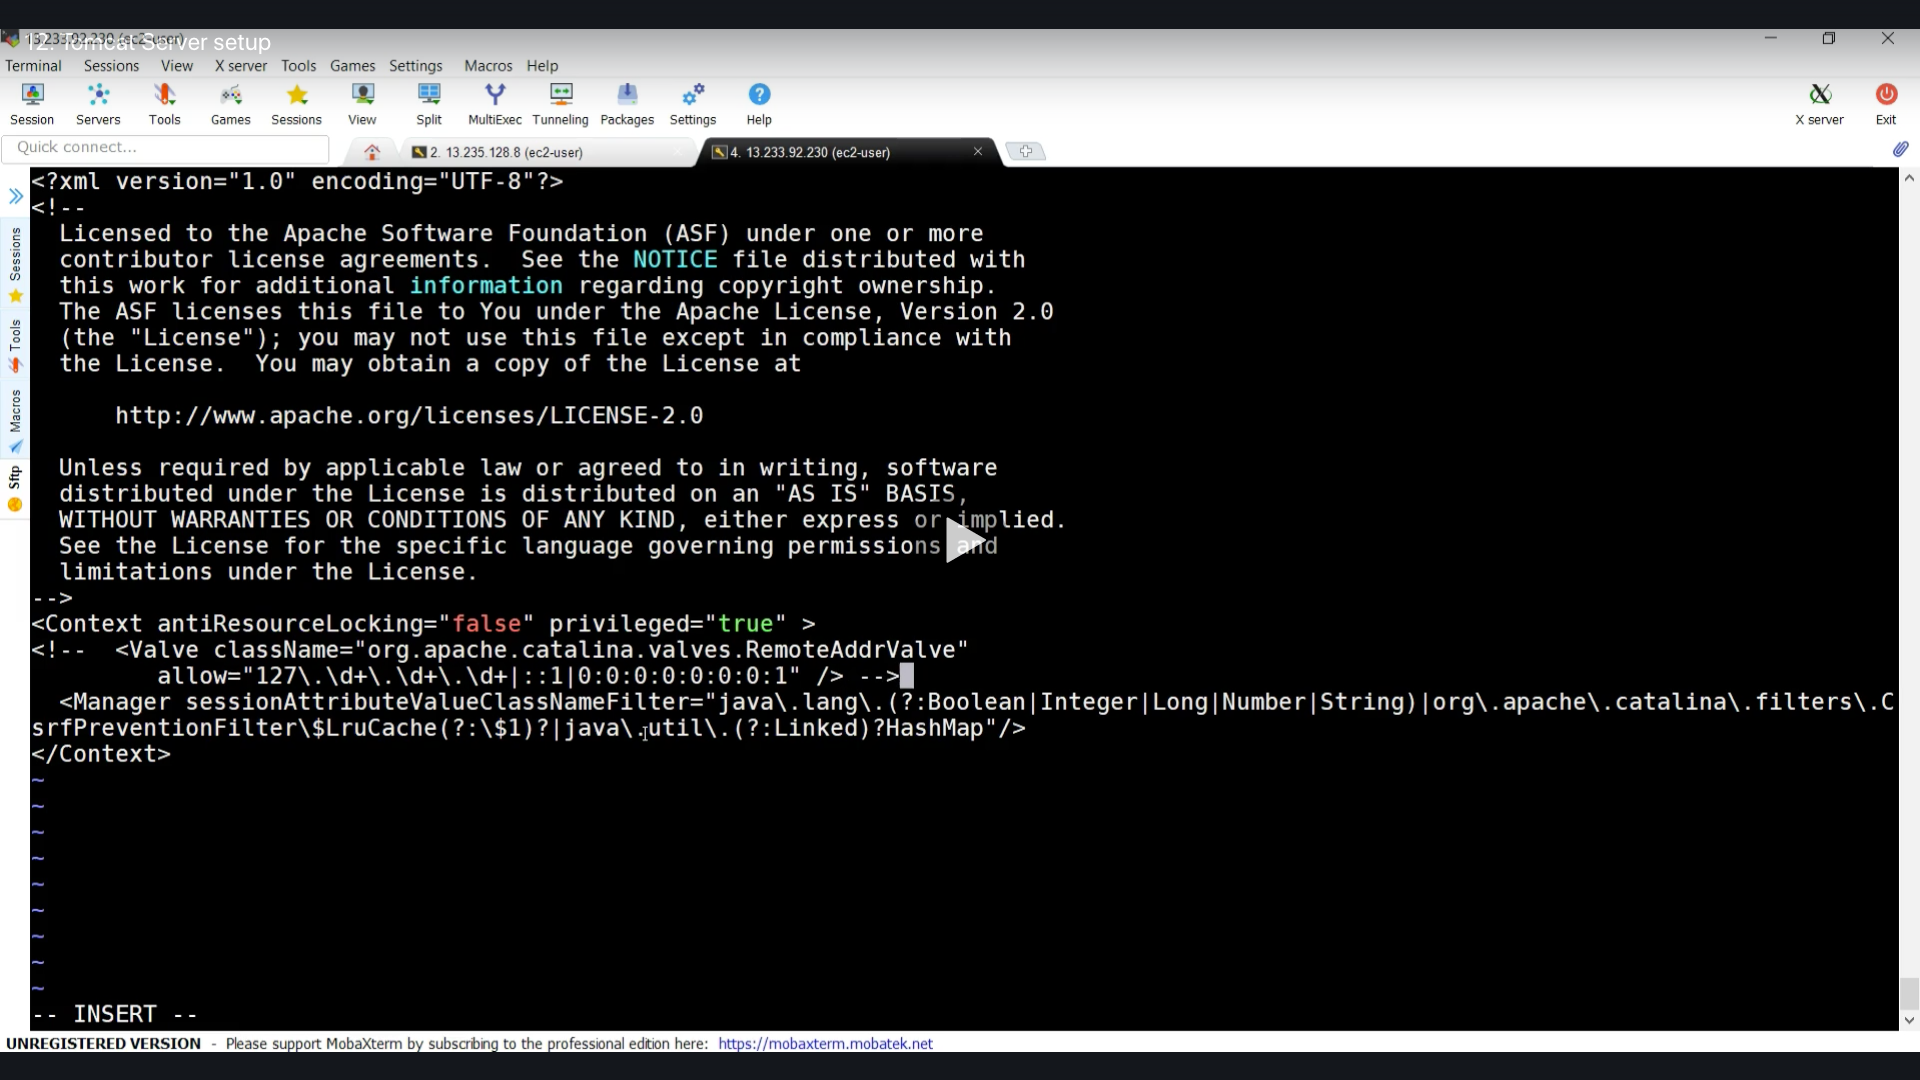 13.233.92.230 (ec2-user)
12. Tomcat Server setup
Terminal Sessions View X server Tools Games Settings Macros Help
Session Servers Tools Games Sessions View Split MultiExec Tunneling Packages Settings Help X server Exit
Quick connect... 2. 13.235.128.8 (ec2-user) 4. 13.233.92.230 (ec2-user)
Sessions
Tools
Macros
Sftp
<?xml version="1.0" encoding="UTF-8"?>
<!--
  Licensed to the Apache Software Foundation (ASF) under one or more
  contributor license agreements.  See the NOTICE file distributed with
  this work for additional information regarding copyright ownership.
  The ASF licenses this file to You under the Apache License, Version 2.0
  (the "License"); you may not use this file except in compliance with
  the License.  You may obtain a copy of the License at
      http://www.apache.org/licenses/LICENSE-2.0
  Unless required by applicable law or agreed to in writing, software
  distributed under the License is distributed on an "AS IS" BASIS,
  WITHOUT WARRANTIES OR CONDITIONS OF ANY KIND, either express or implied.
  See the License for the specific language governing permissions and
  limitations under the License.
-->
<Context antiResourceLocking="false" privileged="true" >
<!--  <Valve className="org.apache.catalina.valves.RemoteAddrValve"
         allow="127\.\d+\.\d+\.\d+|::1|0:0:0:0:0:0:0:1" /> -->
  <Manager sessionAttributeValueClassNameFilter="java\.lang\.(?:Boolean|Integer|Long|Number|String)|org\.apache\.catalina\.filters\.C
srfPreventionFilter\$LruCache(?:\$1)?|java\.util\.(?:Linked)?HashMap"/>
</Context>
~
~
~
~
~
~
~
~
~
-- INSERT --
UNREGISTERED VERSION - Please support MobaXterm by subscribing to the professional edition here: https://mobaxterm.mobatek.net